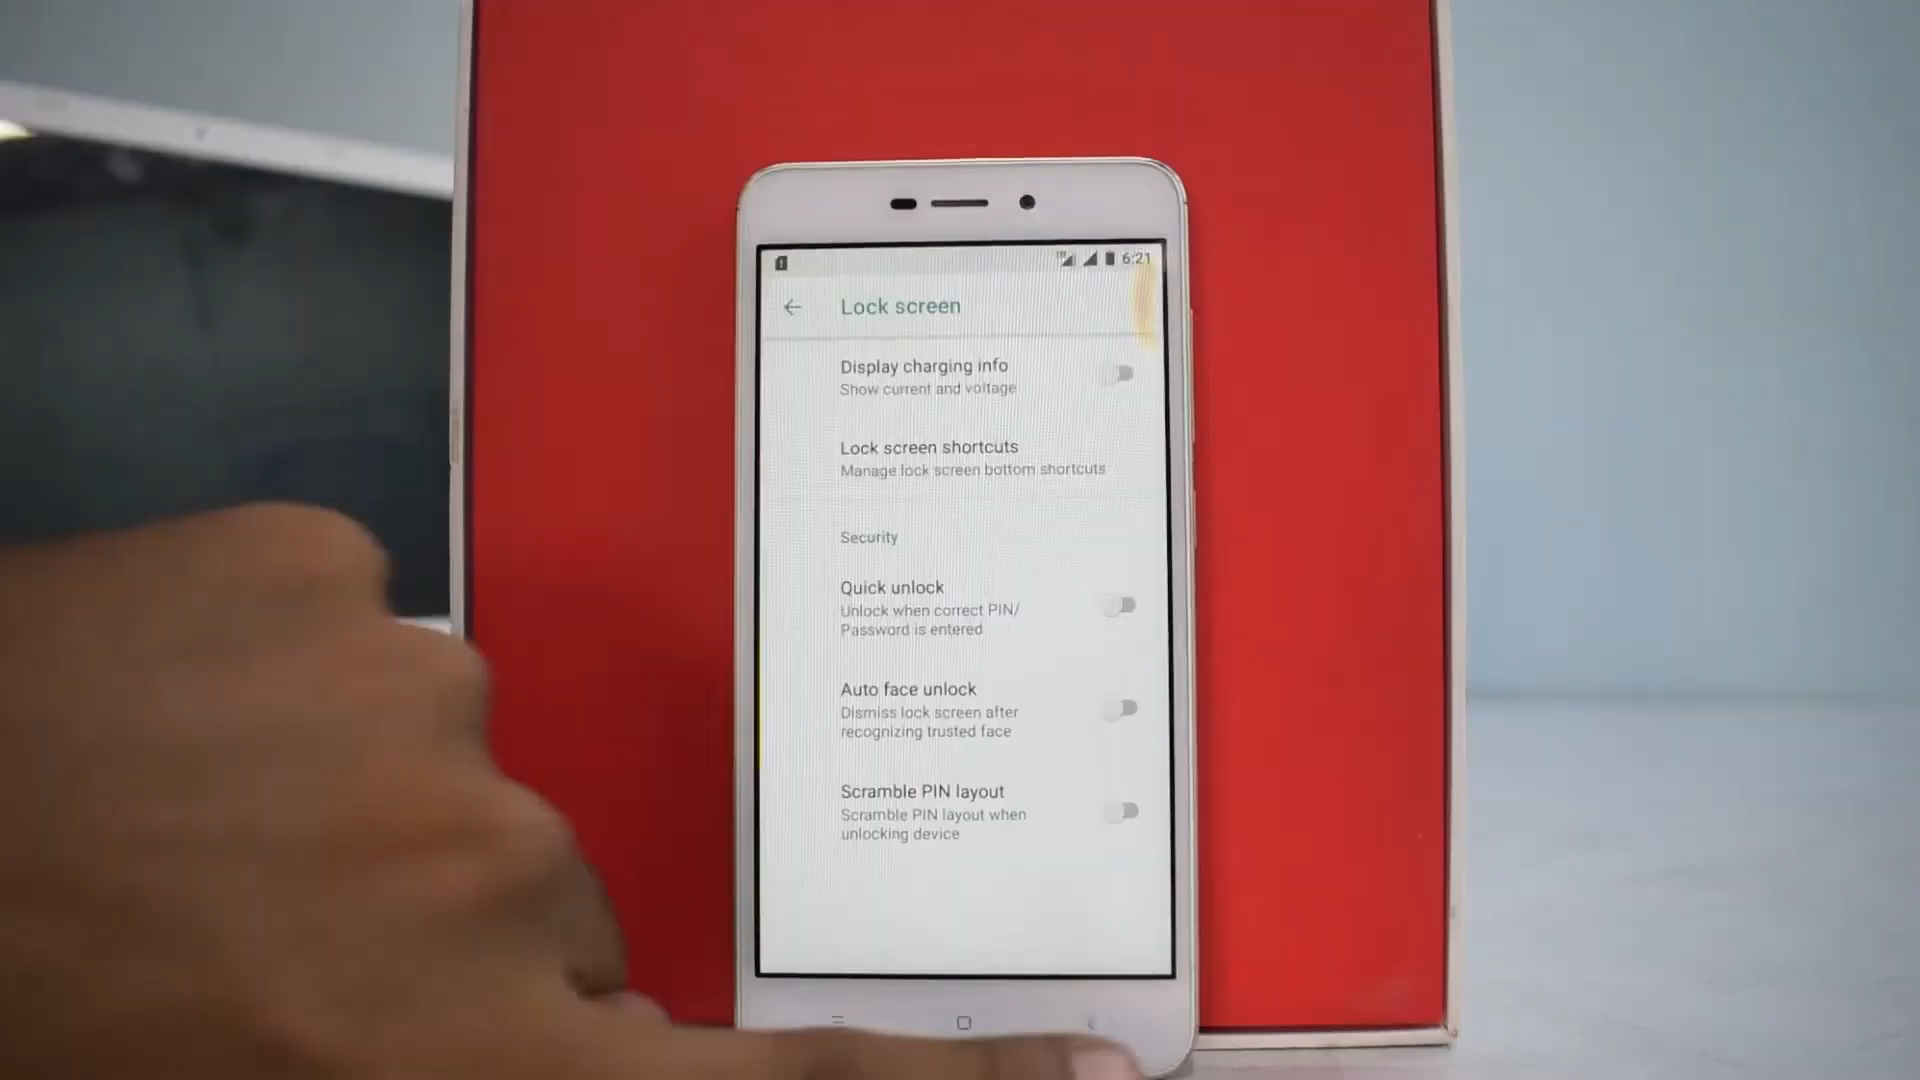 6:21
Lock screen
Display charging info
Show current and voltage
Lock screen shortcuts
Manage lock screen bottom shortcuts
Security
Quick unlock
Unlock when correct PIN/
Password is entered
Auto face unlock
Dismiss lock screen after
recognizing trusted face
Scramble PIN layout
Scramble PIN layout when
unlocking device